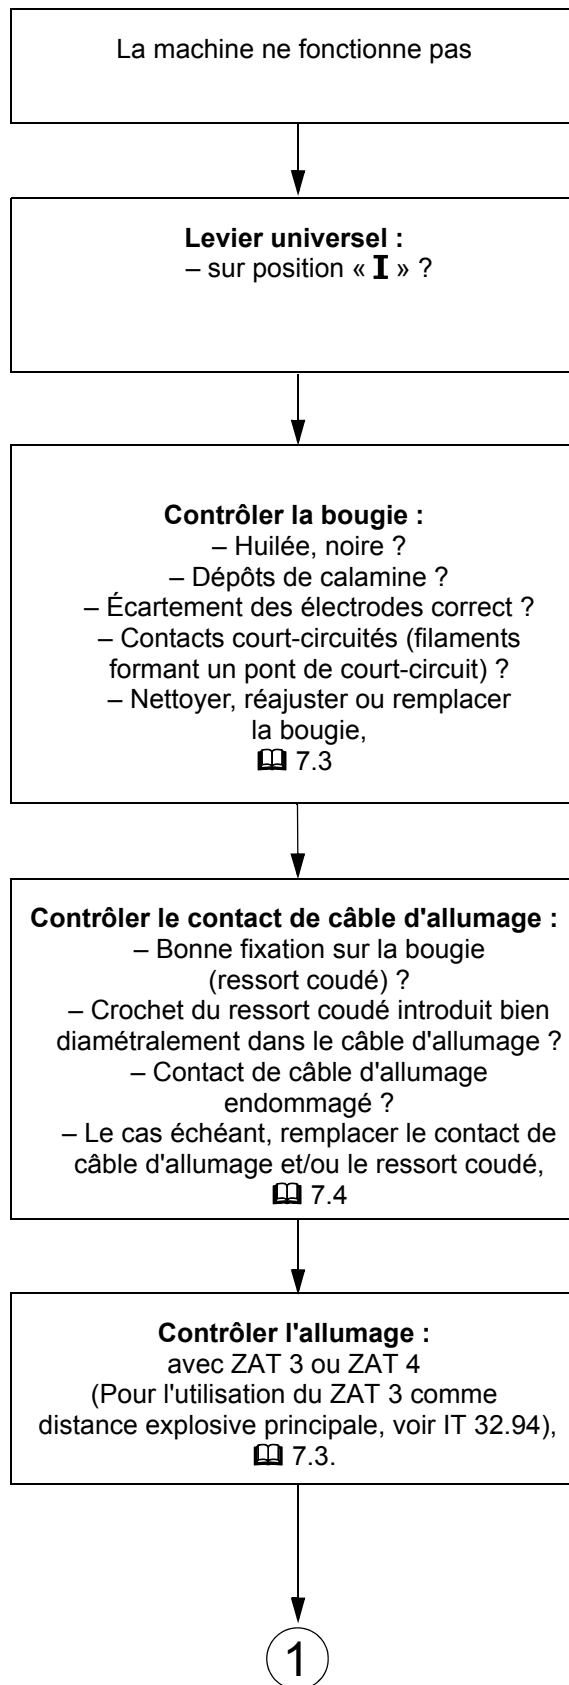 La machine ne fonctionne pas
Levier universel :
– sur position « I » ?
Contrôler la bougie :
– Huilée, noire ?
– Dépôts de calamine ?
– Écartement des électrodes correct ?
– Contacts court-circuités (filaments
formant un pont de court-circuit) ?
– Nettoyer, réajuster ou remplacer
la bougie,
7.3
Contrôler le contact de câble d'allumage :
– Bonne fixation sur la bougie
(ressort coudé) ?
– Crochet du ressort coudé introduit bien
diamétralement dans le câble d'allumage ?
– Contact de câble d'allumage
endommagé ?
– Le cas échéant, remplacer le contact de
câble d'allumage et/ou le ressort coudé,
7.4
Contrôler l'allumage :
avec ZAT 3 ou ZAT 4
(Pour l'utilisation du ZAT 3 comme
distance explosive principale, voir IT 32.94),
7.3.
1